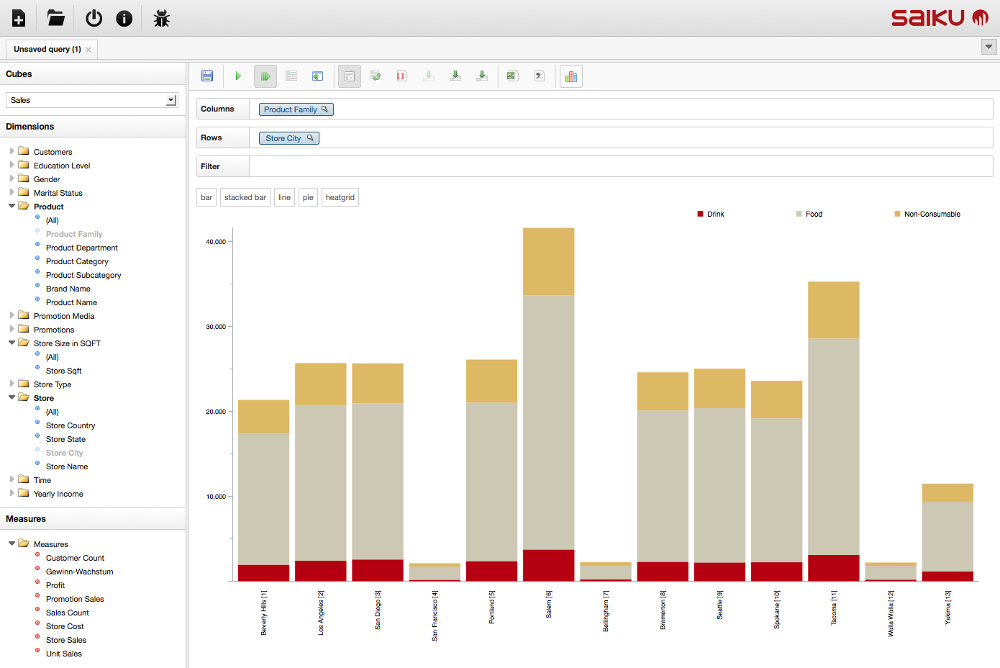 saiku
Unsaved query (1)
Cubes
Sales
Dimensions
Customers
Education Level
Gender
Marital Status
Product
(All)
Product Family
Product Department
Product Category
Product Subcategory
Brand Name
Product Name
Promotion Media
Promotions
Store Size in SQFT
(All)
Store Sqft
Store Type
Store
(All)
Store Country
Store State
Store City
Store Name
Time
Yearly Income
Measures
Measures
Customer Count
Gewinn-Wachstum
Profit
Promotion Sales
Sales Count
Store Cost
Store Sales
Unit Sales
Columns
Product Family
Rows
Store City
Filter
bar
stacked bar
line
pie
heatgrid
Drink
Food
Non-Consumable
40,000
30,000
20,000
10,000
Beverly Hills [1]
Los Angeles [2]
San Diego [3]
San Francisco [4]
Portland [5]
Salem [6]
Bellingham [7]
Bremerton [8]
Seattle [9]
Spokane [10]
Tacoma [11]
Walla Walla [12]
Yakima [13]